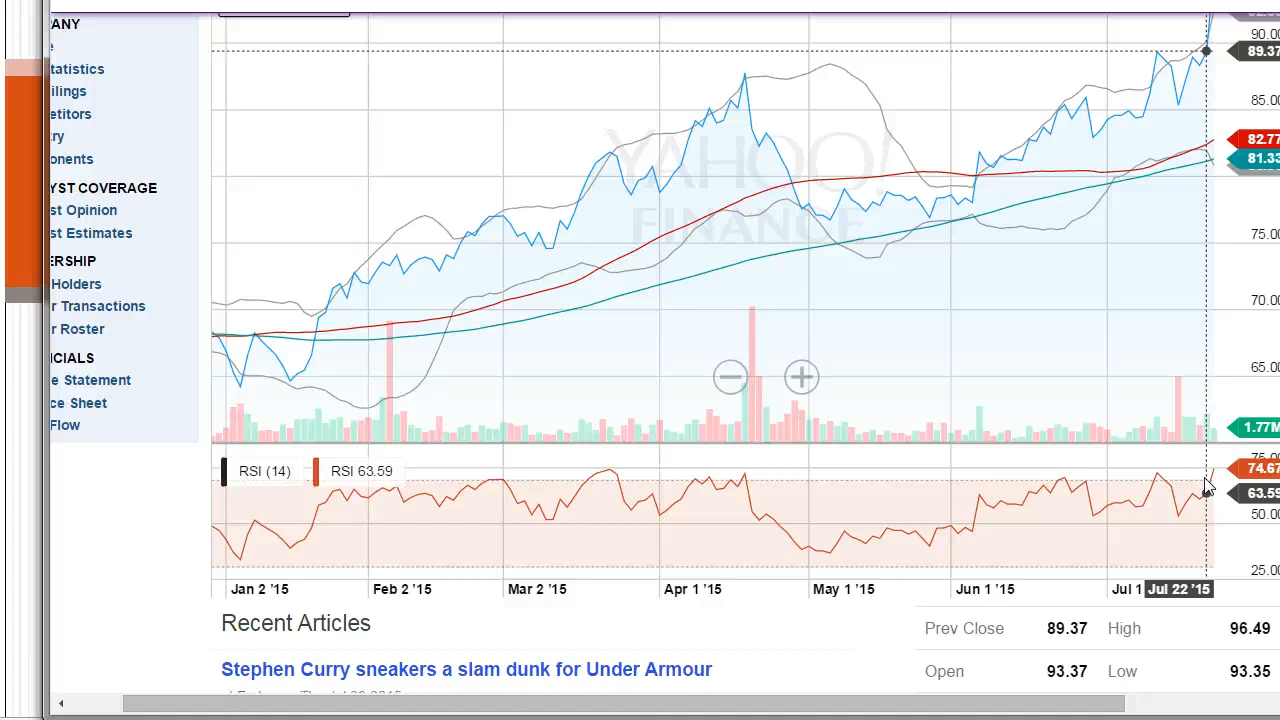 ANY
e
tatistics
ilings
etitors
ry
onents
YST COVERAGE
st Opinion
st Estimates
ERSHIP
Holders
r Transactions
r Roster
ICIALS
e Statement
ce Sheet
Flow
YAHOO!
FINANCE
90.00
89.37
85.00
82.77
81.33
75.00
70.00
65.00
1.77M
RSI (14)
RSI 63.59
75.00
74.67
63.59
50.00
25.00
Jan 2 '15
Feb 2 '15
Mar 2 '15
Apr 1 '15
May 1 '15
Jun 1 '15
Jul 1
Jul 22 '15
Recent Articles
Stephen Curry sneakers a slam dunk for Under Armour
Prev Close 89.37 High 96.49
Open 93.37 Low 93.35